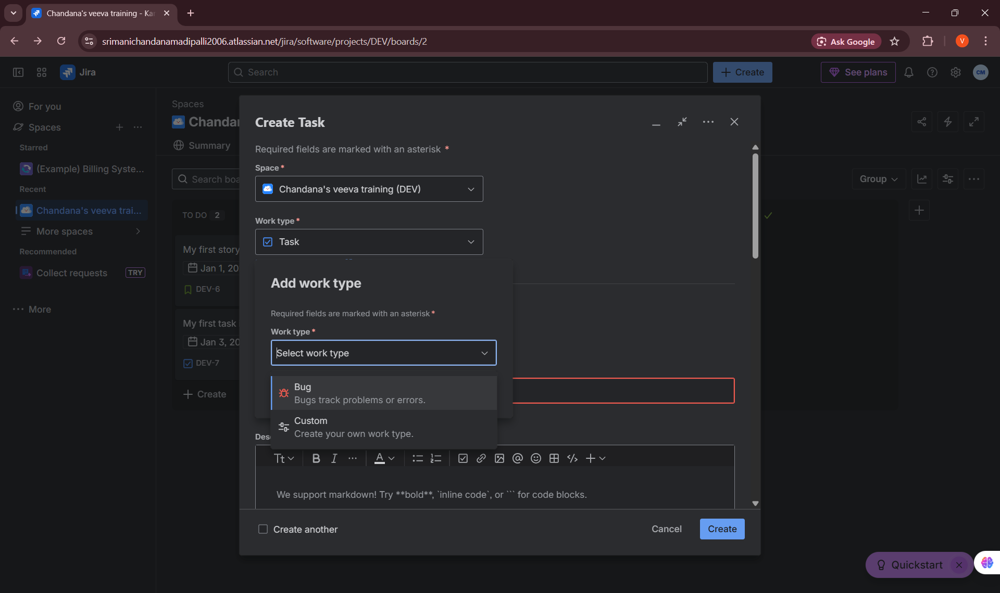 Chandana's veeva training - Ka
srimanichandanamadipalli2006.atlassian.net/jira/software/projects/DEV/boards/2
Ask Google
V
Jira
Search
Create
See plans
CM
For you
Spaces
Starred
(Example) Billing Syste...
Recent
Chandana's veeva trai...
More spaces
Recommended
Collect requests
TRY
More
Spaces
Chandan
Summary
Search boa
Group
TO DO 2
My first story
Jan 1, 20
DEV-6
My first task
Jan 3, 20
DEV-7
Create
Create Task
Required fields are marked with an asterisk *
Space *
Chandana's veeva training (DEV)
Work type *
Task
Add work type
Required fields are marked with an asterisk *
Work type *
Select work type
Bug
Bugs track problems or errors.
Custom
Create your own work type.
Des
Tt B I ... A
We support markdown! Try **bold**, `inline code`, or ``` for code blocks.
Create another
Cancel
Create
Quickstart